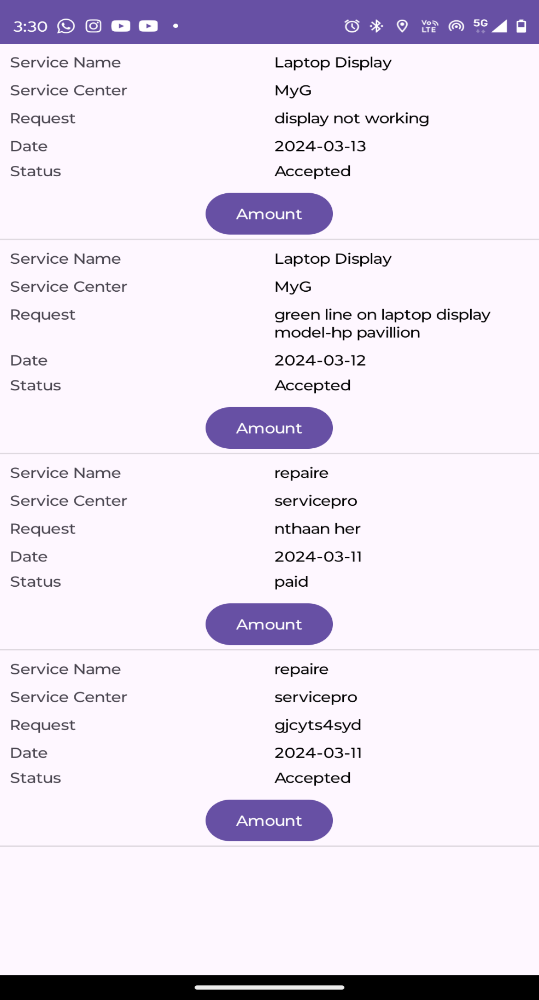 3:30 Vo LTE 5G
Service Name Laptop Display
Service Center MyG
Request display not working
Date 2024-03-13
Status Accepted
Amount
Service Name Laptop Display
Service Center MyG
Request green line on laptop display
model-hp pavillion
Date 2024-03-12
Status Accepted
Amount
Service Name repaire
Service Center servicepro
Request nthaan her
Date 2024-03-11
Status paid
Amount
Service Name repaire
Service Center servicepro
Request gjcyts4syd
Date 2024-03-11
Status Accepted
Amount